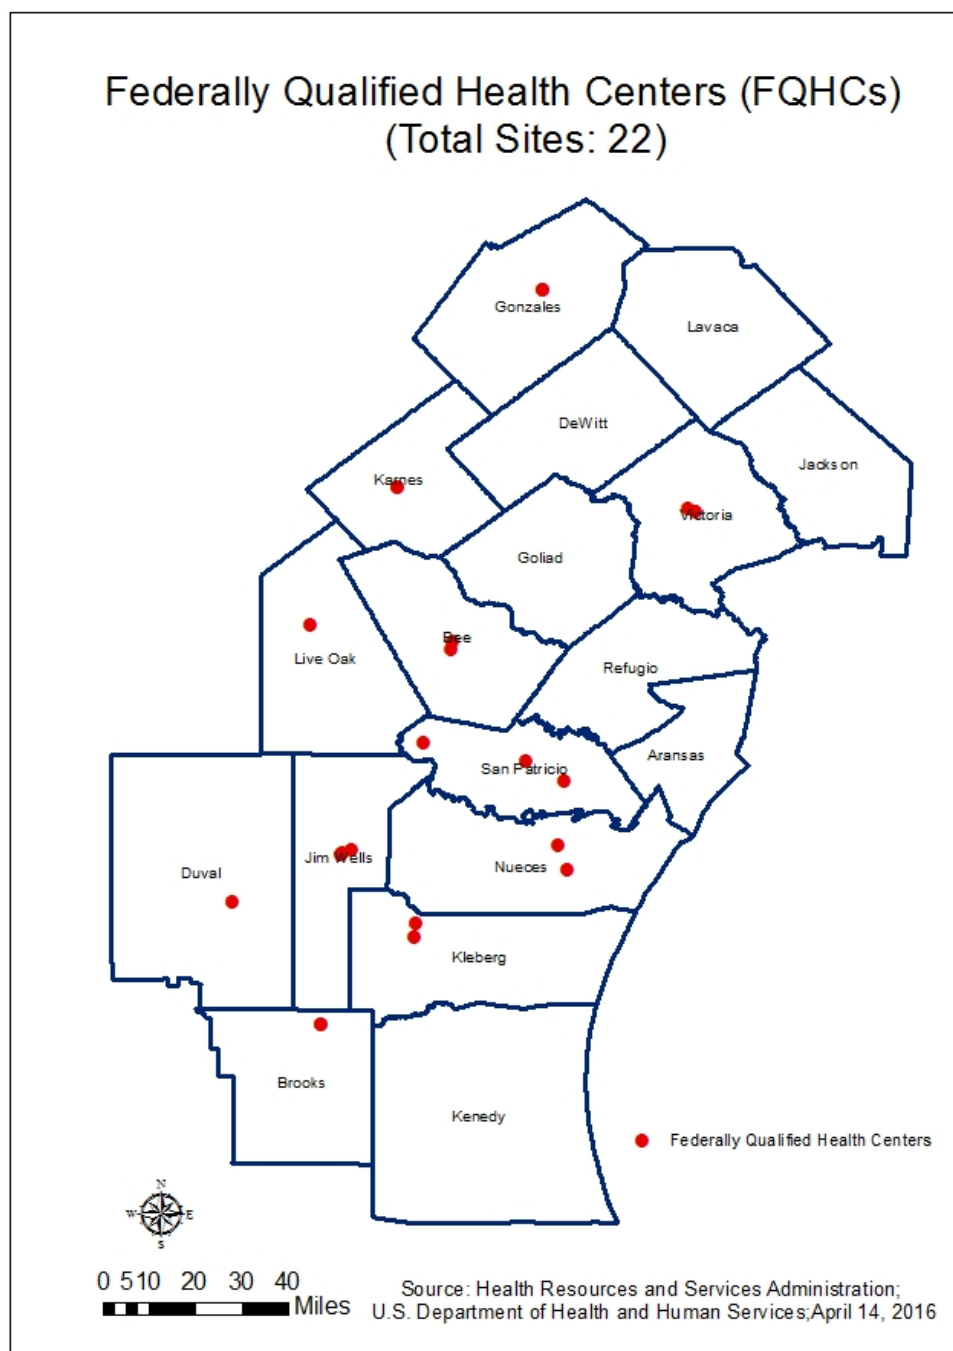 Federally Qualified Health Centers (FQHCs)
(Total Sites: 22)
Gonzales
Lavaca
DeWitt
Jackson
Karnes
Victoria
Goliad
Bee
Live Oak
Refugio
Aransas
San Patricio
Jim Wells
Nueces
Duval
Kleberg
Brooks
Kenedy
Federally Qualified Health Centers
N
W E
S
0 5 10 20 30 40
Miles
Source: Health Resources and Services Administration;
U.S. Department of Health and Human Services;April 14, 2016